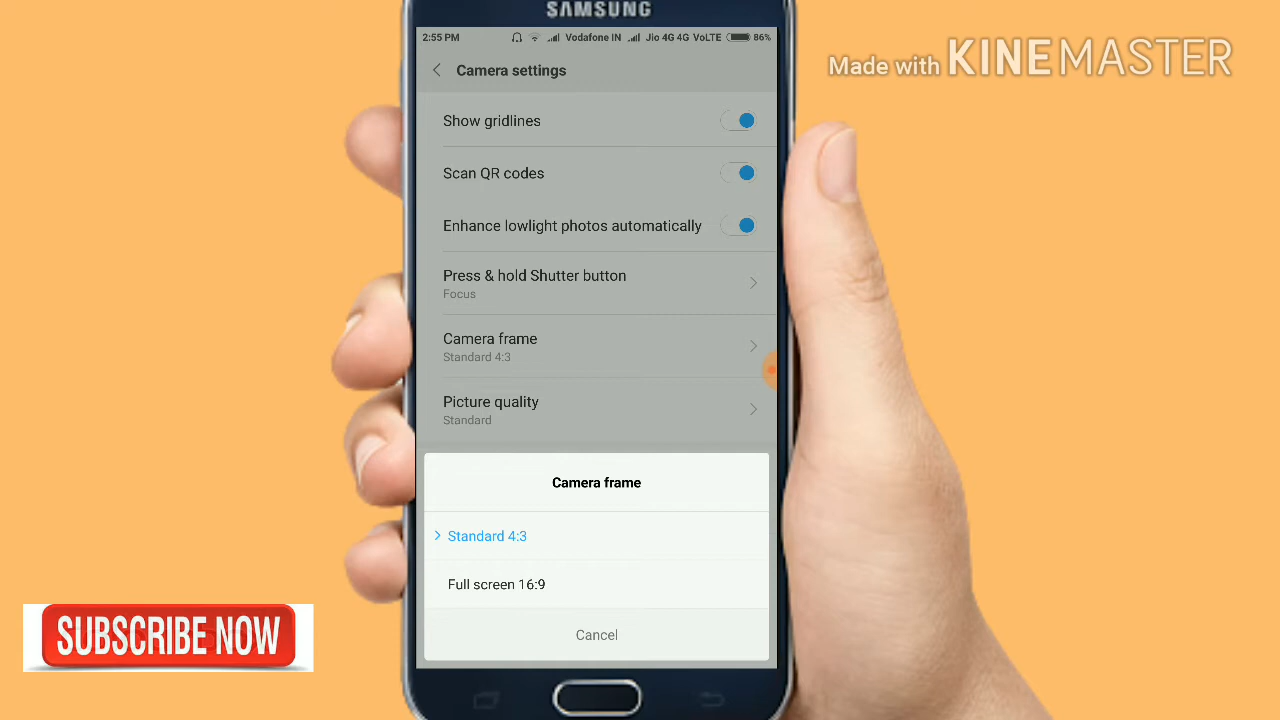 SAMSUNG
2:55 PM Vodafone IN Jio 4G 4G VoLTE 86%
Made with KINEMASTER
Camera settings
Show gridlines
Scan QR codes
Enhance lowlight photos automatically
Press & hold Shutter button
Focus
Camera frame
Standard 4:3
Picture quality
Standard
Camera frame
Standard 4:3
Full screen 16:9
Cancel
SUBSCRIBE NOW